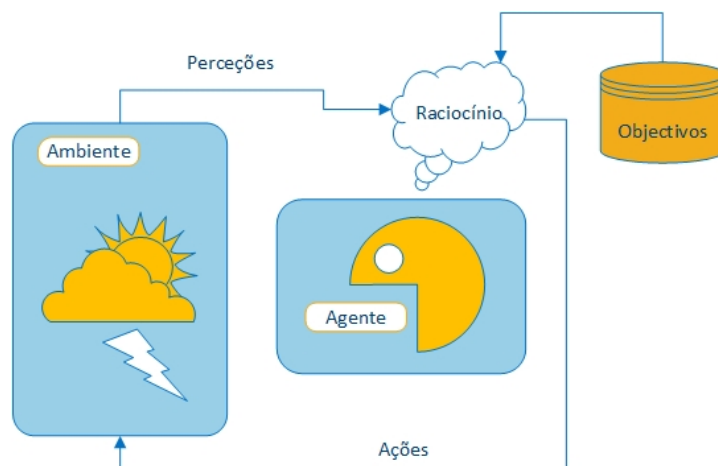 Perceções
Raciocínio
Objectivos
Ambiente
Agente
Ações